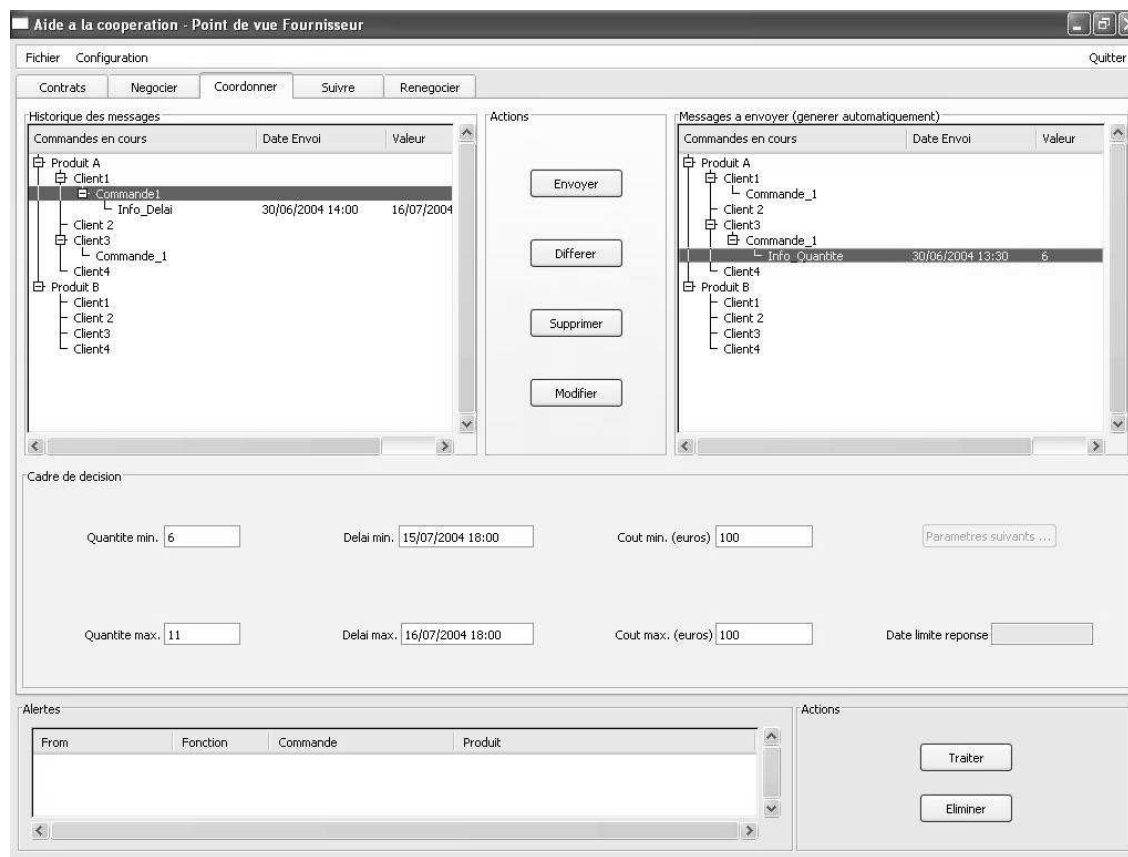 Aide a la cooperation - Point de vue Fournisseur
Fichier Configuration Quitter
Contrats Negocier Coordonner Suivre Renegocier
Historique des messages
Commandes en cours Date Envoi Valeur
Produit A
Client1
Commande1
Info_Delai 30/06/2004 14:00 16/07/2004
Client 2
Client3
Commande_1
Client4
Produit B
Client1
Client 2
Client3
Client4
Actions
Envoyer
Differer
Supprimer
Modifier
Messages a envoyer (generer automatiquement)
Commandes en cours Date Envoi Valeur
Produit A
Client1
Commande_1
Client 2
Client3
Commande_1
Info_Quantite 30/06/2004 13:30 6
Client4
Produit B
Client1
Client 2
Client3
Client4
Cadre de decision
Quantite min. 6 Delai min. 15/07/2004 18:00 Cout min. (euros) 100 Parametres suivants ...
Quantite max. 11 Delai max. 16/07/2004 18:00 Cout max. (euros) 100 Date limite reponse
Alertes
From Fonction Commande Produit
Actions
Traiter
Eliminer